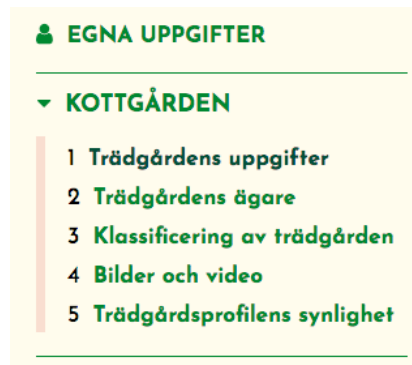 EGNA UPPGIFTER
KOTTGÅRDEN
1 Trädgårdens uppgifter
2 Trädgårdens ägare
3 Klassificering av trädgården
4 Bilder och video
5 Trädgårdsprofilens synlighet